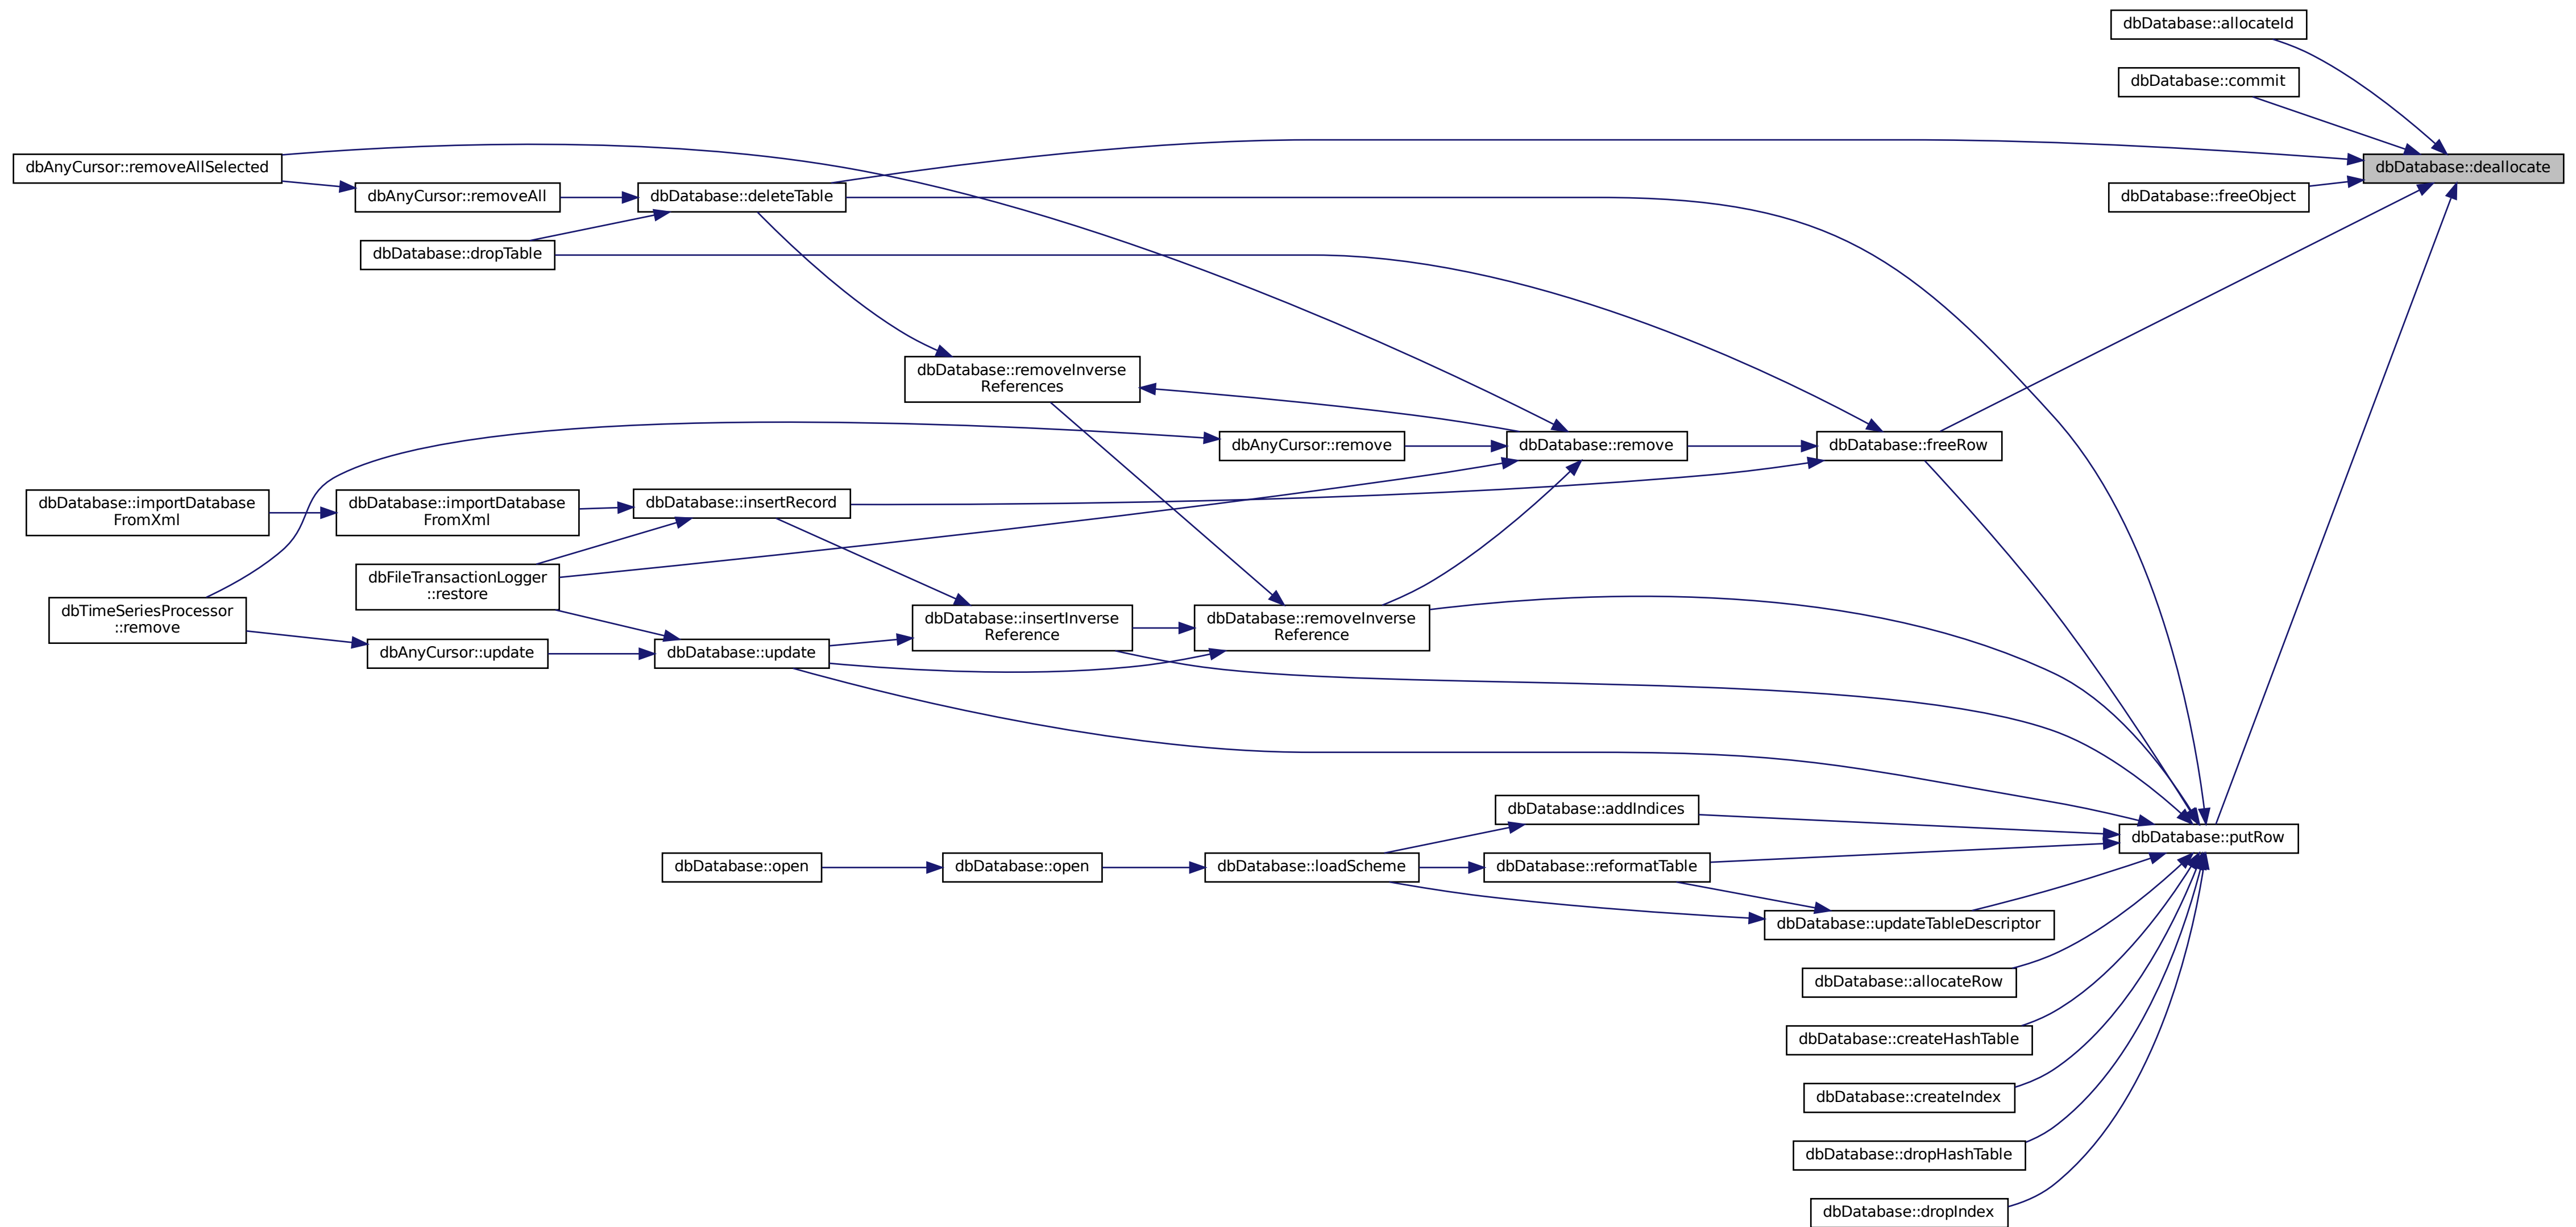 dbDatabase::allocateId
dbDatabase::commit
dbAnyCursor::removeAllSelected
dbDatabase::deallocate
dbAnyCursor::removeAll
dbDatabase::deleteTable
dbDatabase::freeObject
dbDatabase::dropTable
dbDatabase::removeInverse
References
dbAnyCursor::remove
dbDatabase::remove
dbDatabase::freeRow
dbDatabase::importDatabase
FromXml
dbDatabase::importDatabase
FromXml
dbDatabase::insertRecord
dbFileTransactionLogger
::restore
dbTimeSeriesProcessor
::remove
dbDatabase::insertInverse
Reference
dbDatabase::removeInverse
Reference
dbAnyCursor::update
dbDatabase::update
dbDatabase::addIndices
dbDatabase::putRow
dbDatabase::open
dbDatabase::open
dbDatabase::loadScheme
dbDatabase::reformatTable
dbDatabase::updateTableDescriptor
dbDatabase::allocateRow
dbDatabase::createHashTable
dbDatabase::createIndex
dbDatabase::dropHashTable
dbDatabase::dropIndex